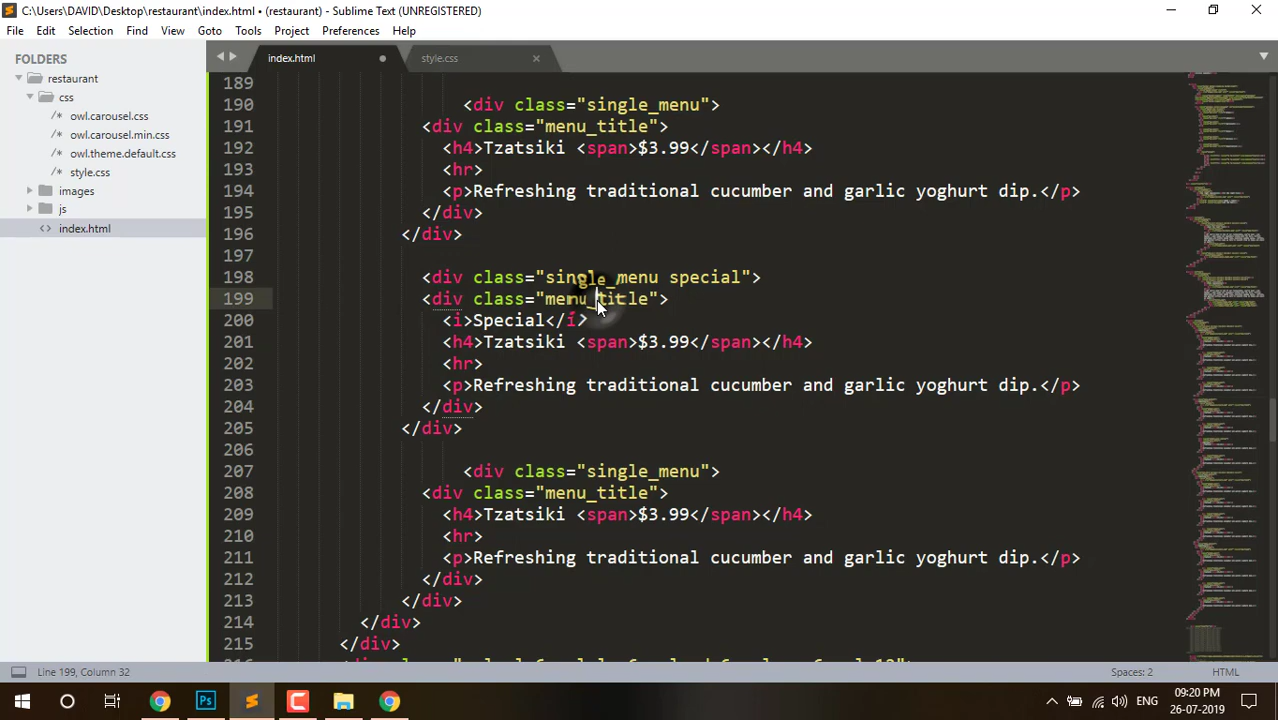 C:\Users\DAVID\Desktop\restaurant\index.html • (restaurant) - Sublime Text (UNREGISTERED)
File Edit Selection Find View Goto Tools Project Preferences Help
FOLDERS
restaurant
css
/* owl.carousel.css
/* owl.carousel.min.css
/* owl.theme.default.css
/* style.css
images
js
<> index.html
index.html
style.css
189
190 <div class="single_menu">
191 <div class="menu_title">
192 <h4>Tzatsiki <span>$3.99</span></h4>
193 <hr>
194 <p>Refreshing traditional cucumber and garlic yoghurt dip.</p>
195 </div>
196 </div>
197
198 <div class="single_menu special">
199 <div class="menu_title">
200 <i>Special</i>
201 <h4>Tzatsiki <span>$3.99</span></h4>
202 <hr>
203 <p>Refreshing traditional cucumber and garlic yoghurt dip.</p>
204 </div>
205 </div>
206
207 <div class="single_menu">
208 <div class="menu_title">
209 <h4>Tzatsiki <span>$3.99</span></h4>
210 <hr>
211 <p>Refreshing traditional cucumber and garlic yoghurt dip.</p>
212 </div>
213 </div>
214 </div>
215 </div>
Line 199, Column 32
Spaces: 2
HTML
Ps
ENG
09:20 PM
26-07-2019